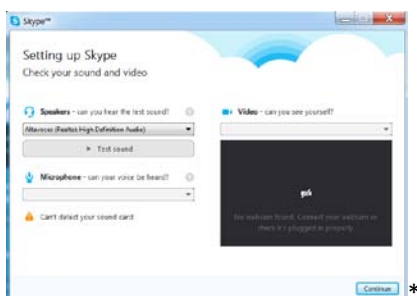 Skype™
Setting up Skype
Check your sound and video
Speakers - can you hear the test sound?
Altavoces (Realtek High Definition Audio)
Test sound
Microphone - can your voice be heard?
Can't detect your sound card
Video - can you see yourself?
No webcam found. Connect your webcam or
check it's plugged in properly.
Continue
*